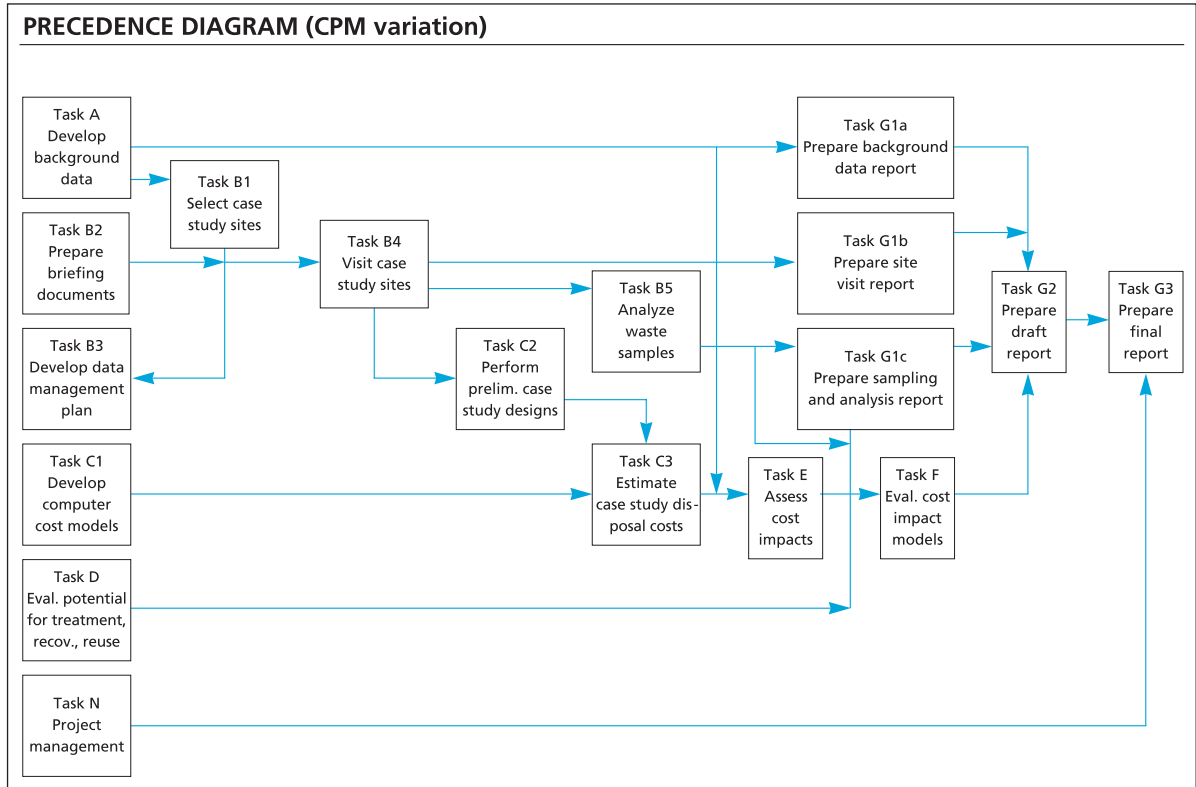 PRECEDENCE DIAGRAM (CPM variation)
Task A
Develop
background
data
Task B1
Select case
study sites
Task B2
Prepare
briefing
documents
Task B3
Develop data
management
plan
Task B4
Visit case
study sites
Task B5
Analyze
waste
samples
Task C1
Develop
computer
cost models
Task C2
Perform
prelim. case
study designs
Task C3
Estimate
case study dis-
posal costs
Task D
Eval. potential
for treatment,
recov., reuse
Task E
Assess
cost
impacts
Task F
Eval. cost
impact
models
Task G1a
Prepare background
data report
Task G1b
Prepare site
visit report
Task G1c
Prepare sampling
and analysis report
Task G2
Prepare
draft
report
Task G3
Prepare
final
report
Task N
Project
management